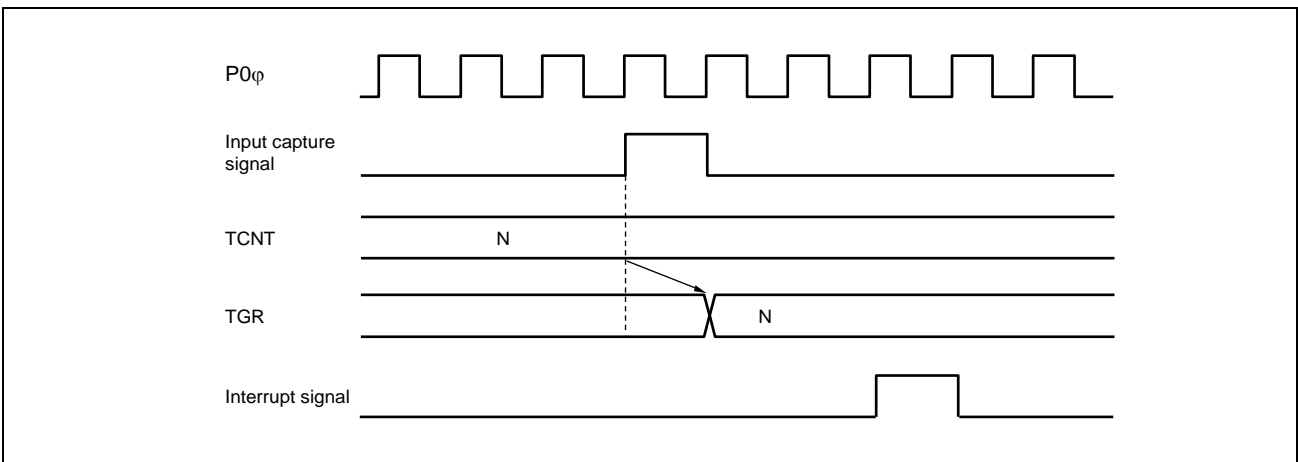 P0φ
Input capture
signal
TCNT
N
TGR
N
Interrupt signal